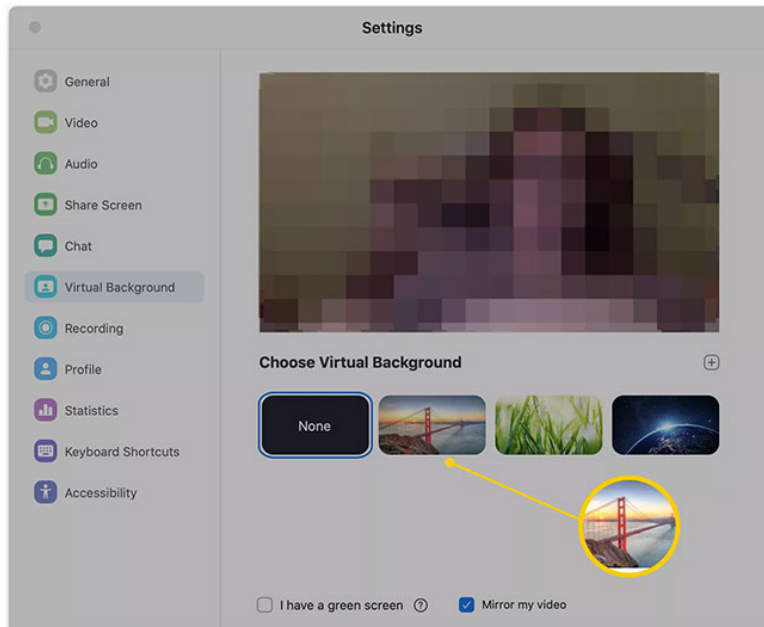 Settings
General
Video
Audio
Share Screen
Chat
Virtual Background
Recording
Profile
Statistics
Keyboard Shortcuts
Accessibility
Choose Virtual Background
None
I have a green screen ?
Mirror my video